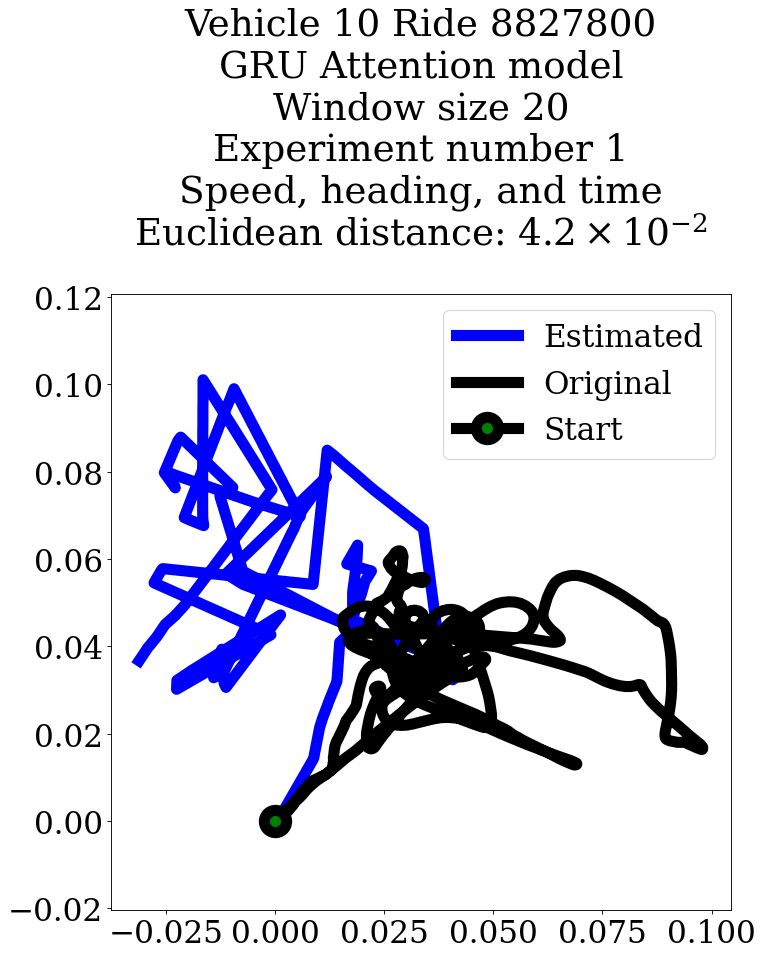 Vehicle 10 Ride 8827800
GRU Attention model
Window size 20
Experiment number 1
Speed, heading, and time
Euclidean distance: 4.2 × 10⁻²
0.12
0.10
0.08
0.06
0.04
0.02
0.00
−0.02
Estimated
Original
Start
−0.025 0.000 0.025 0.050 0.075 0.100